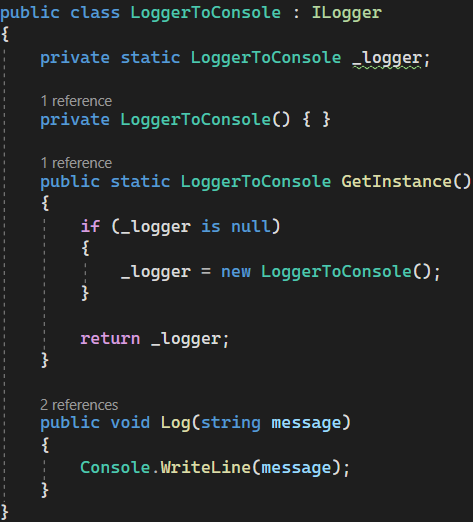 public class LoggerToConsole : ILogger
{
private static LoggerToConsole _logger;
1 reference
private LoggerToConsole() { }
1 reference
public static LoggerToConsole GetInstance()
{
if (_logger is null)
{
_logger = new LoggerToConsole();
}
return _logger;
}
2 references
public void Log(string message)
{
Console.WriteLine(message);
}
}